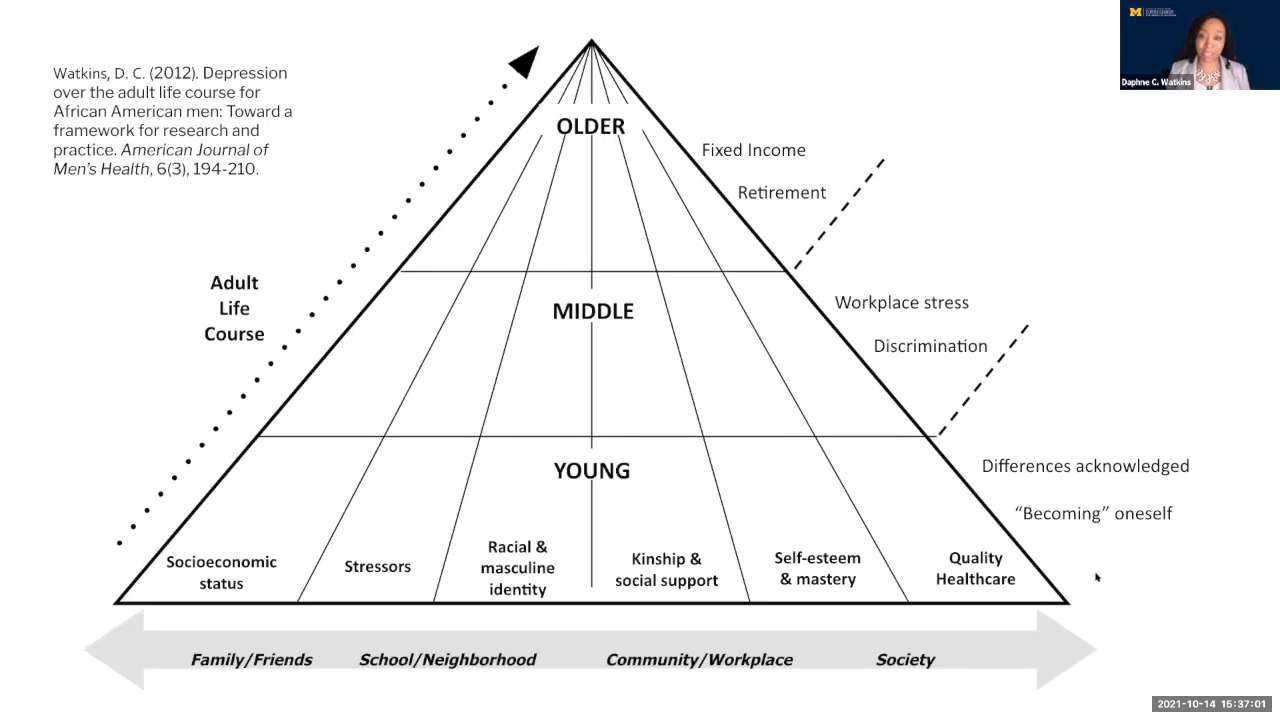 Watkins, D. C. (2012). Depression
over the adult life course for
African American men: Toward a
framework for research and
practice. American Journal of
Men's Health, 6(3), 194-210.
M
Daphne C. Watkins
OLDER
Fixed Income
Retirement
Adult
Life
Course
MIDDLE
Workplace stress
Discrimination
YOUNG
Differences acknowledged
“Becoming” oneself
Socioeconomic
status
Stressors
Racial &
masculine
identity
Kinship &
social support
Self-esteem
& mastery
Quality
Healthcare
Family/Friends
School/Neighborhood
Community/Workplace
Society
2021-10-14 15:37:01